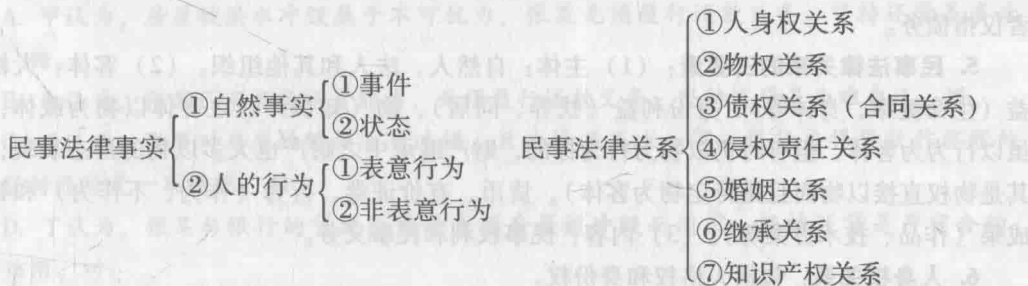 民事法律事实
①自然事实
①事件
②状态
②人的行为
①表意行为
②非表意行为
民事法律关系
①人身权关系
②物权关系
③债权关系（合同关系）
④侵权责任关系
⑤婚姻关系
⑥继承关系
⑦知识产权关系